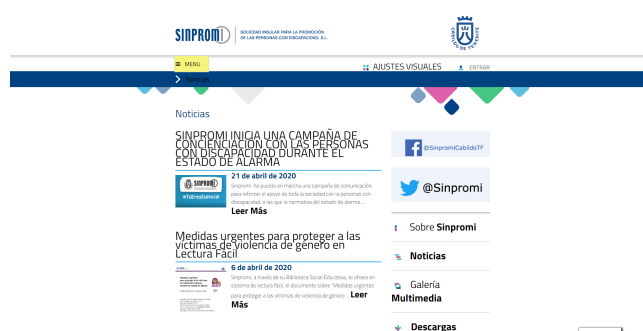 SINPROMI
SOCIEDAD INSULAR PARA LA PROMOCIÓN
DE LAS PERSONAS CON DISCAPACIDAD, S.L.
CABILDO DE TENERIFE
MENU
AJUSTES VISUALES
ENTRAR
Noticias
Noticias
SINPROMI INICIA UNA CAMPAÑA DE
CONCIENCIACIÓN CON LAS PERSONAS
CON DISCAPACIDAD DURANTE EL
ESTADO DE ALARMA
21 de abril de 2020
Sinpromi ha puesto en marcha una campaña de comunicación,
para reforzar el apoyo de toda la sociedad con la personas con
discapacidad, a las que la normativa del estado de alarma ...
Leer Más
SINPROMI
Medidas urgentes para proteger a las
víctimas de violencia de género en
Lectura Fácil
6 de abril de 2020
Sinpromi, a través de su Biblioteca Social Educativa, te ofrece en
sistema de lectura fácil, el documento sobre "Medidas urgentes
para proteger a las víctimas de violencia de género ... Leer
Más
@SinpromiCabildoTF
@Sinpromi
Sobre Sinpromi
Noticias
Galería
Multimedia
Descargas